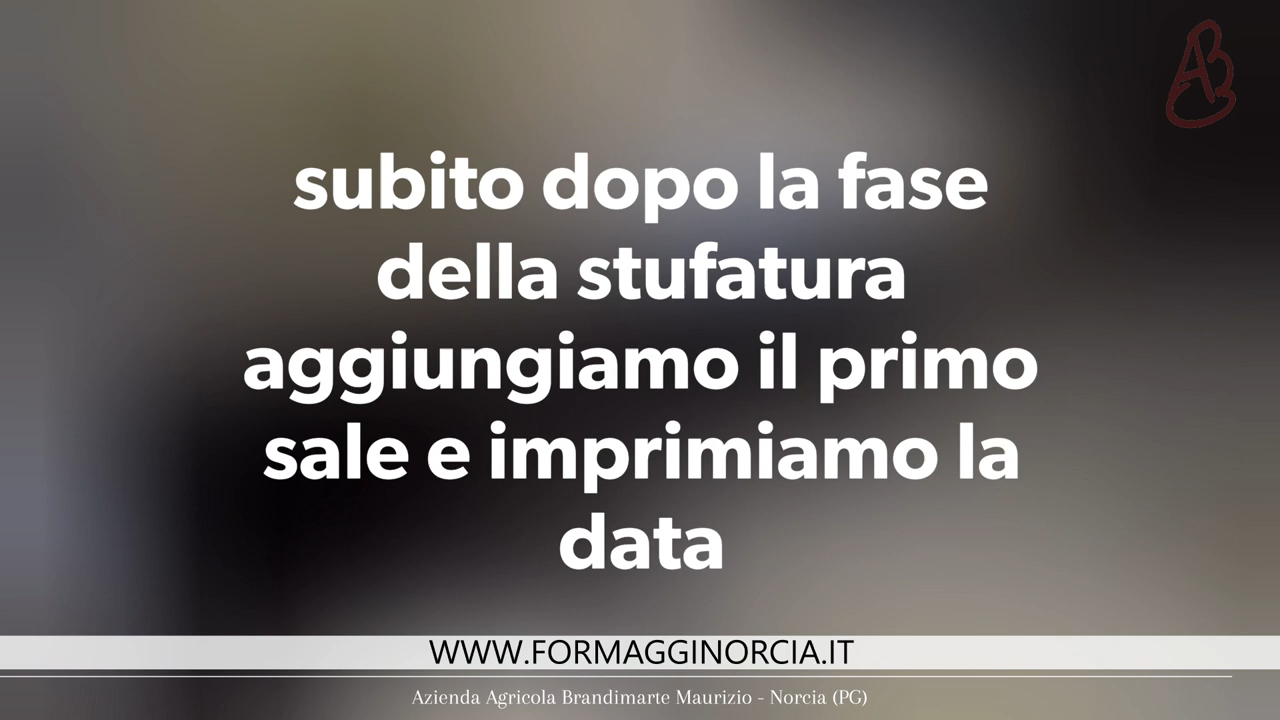 subito dopo la fase
della stufatura
aggiungiamo il primo
sale e imprimiamo la
data
WWW.FORMAGGINORCIA.IT
Azienda Agricola Brandimarte Maurizio - Norcia (PG)